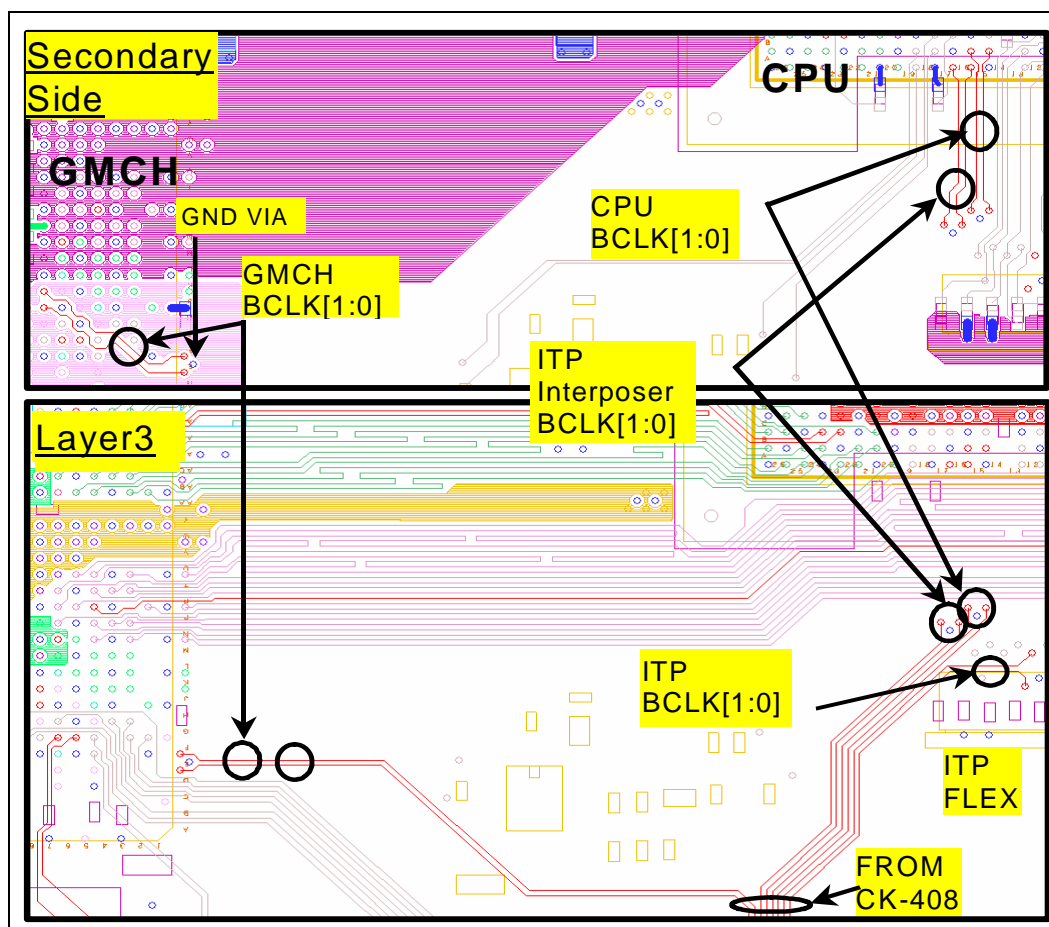 Secondary
Side
CPU
GMCH
GND VIA
GMCH
BCLK[1:0]
CPU
BCLK[1:0]
ITP
Interposer
BCLK[1:0]
Layer3
ITP
BCLK[1:0]
ITP
FLEX
FROM
CK-408